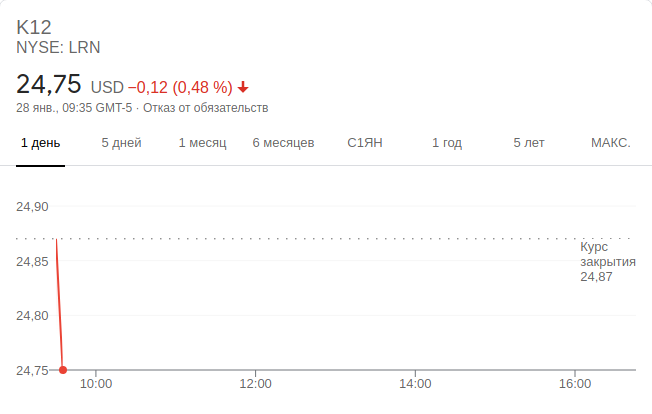 K12
NYSE: LRN
24,75 USD −0,12 (0,48 %)
28 янв., 09:35 GMT-5 · Отказ от обязательств
1 день 5 дней 1 месяц 6 месяцев С1ЯН 1 год 5 лет МАКС.
24,90
Курс
закрытия
24,87
24,85
24,80
24,75
10:00 12:00 14:00 16:00